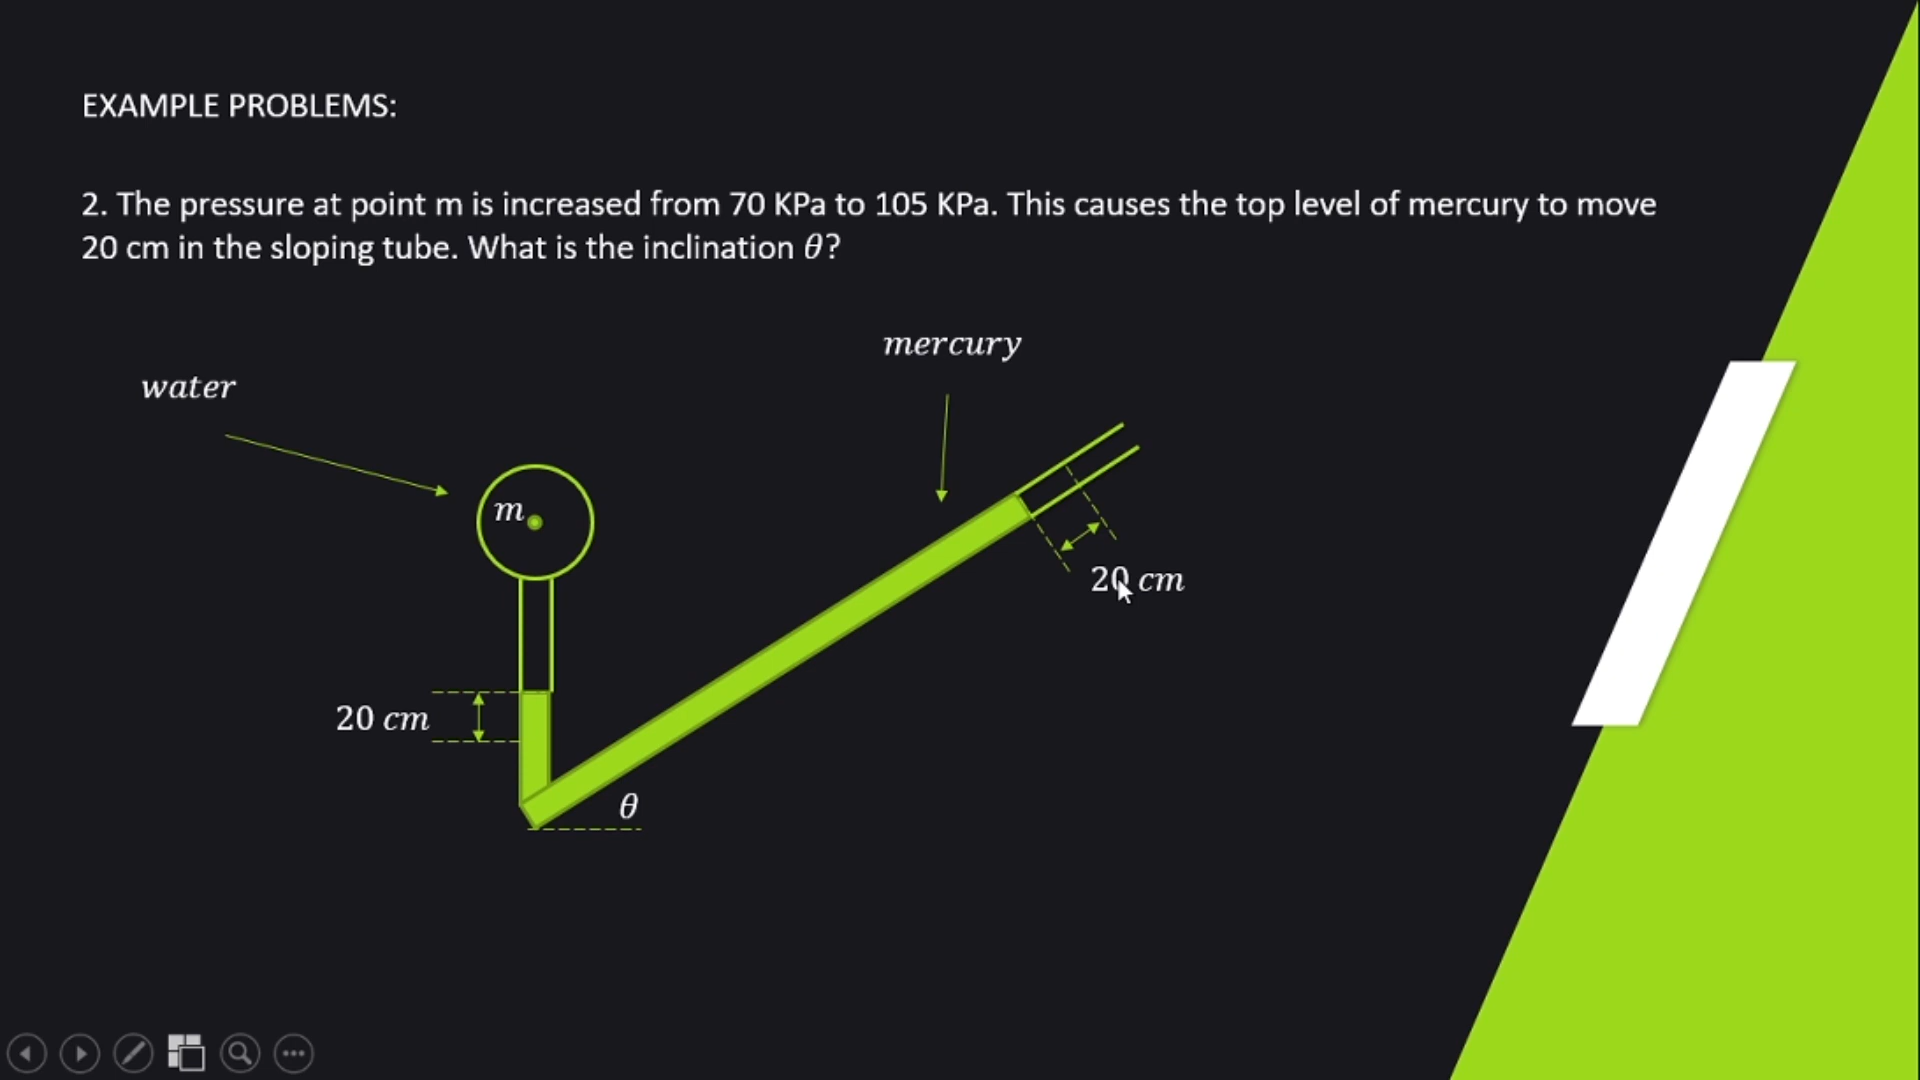 EXAMPLE PROBLEMS:
2. The pressure at point m is increased from 70 KPa to 105 KPa. This causes the top level of mercury to move
20 cm in the sloping tube. What is the inclination θ?
mercury
water
m
20 cm
20 cm
θ